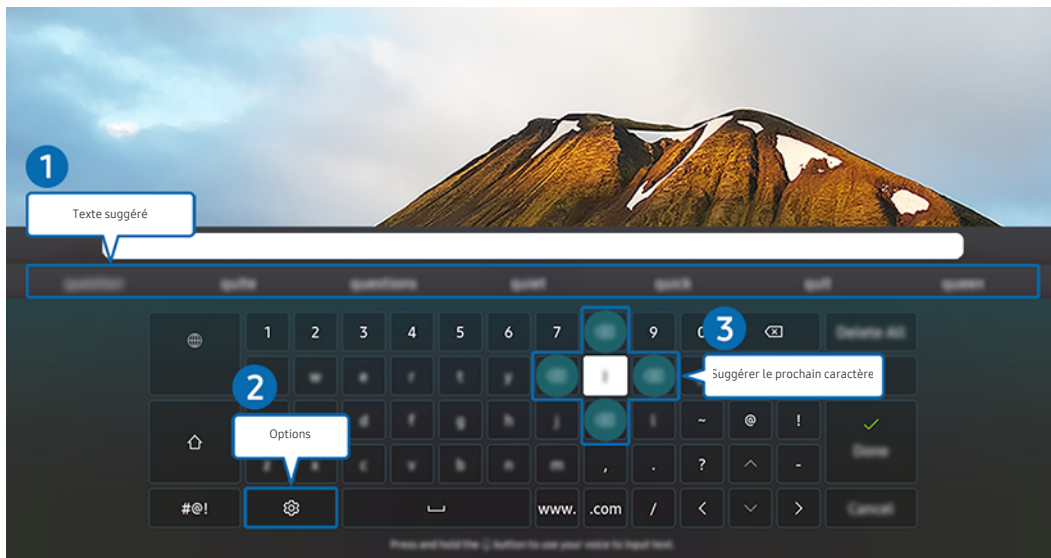 1
Texte suggéré
question quite questions quiet quick quit queen
1 2 3 4 5 6 7 9 Delete All
3
w e r t y
Suggérer le prochain caractère
2
Options
d f g h j l ~ @ ! Done
z x c v b n m , . ? ^ -
#@! www. .com / < > Cancel
Press and hold the button to use your voice to input text.